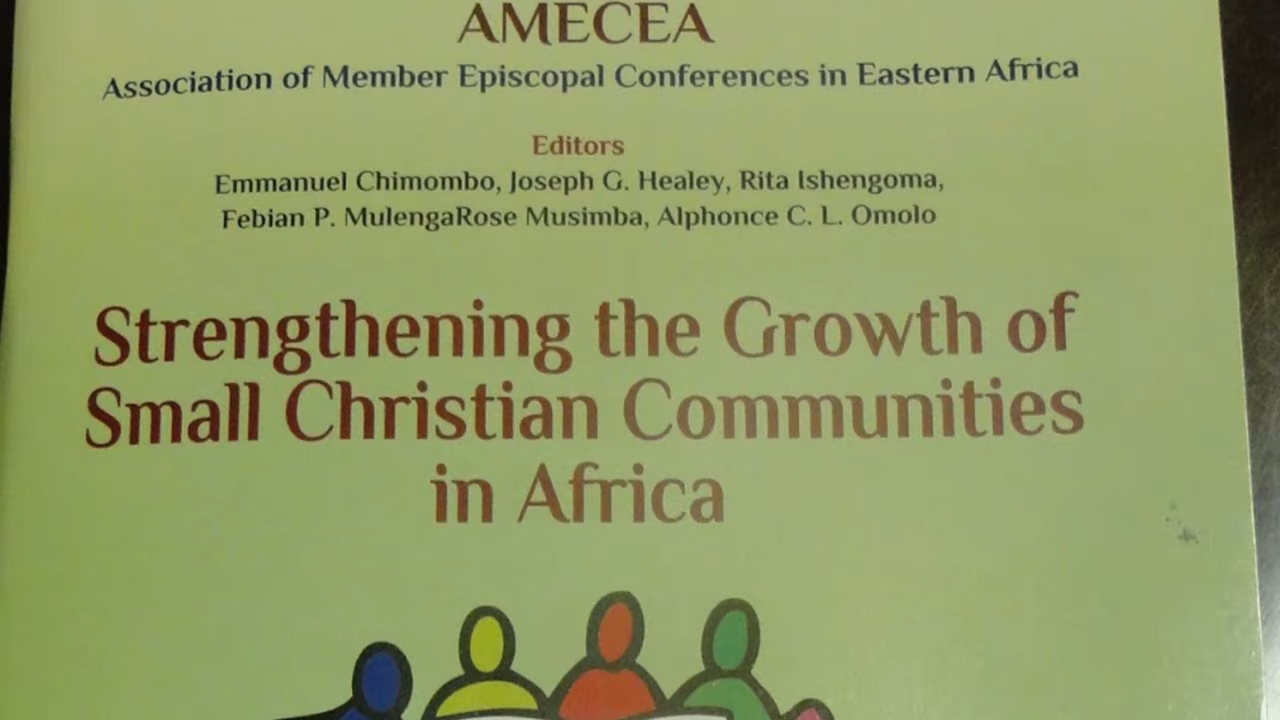 AMECEA
Association of Member Episcopal Conferences in Eastern Africa
Editors
Emmanuel Chimombo, Joseph G. Healey, Rita Ishengoma,
Febian P. MulengaRose Musimba, Alphonce C. L. Omolo
Strengthening the Growth of
Small Christian Communities
in Africa